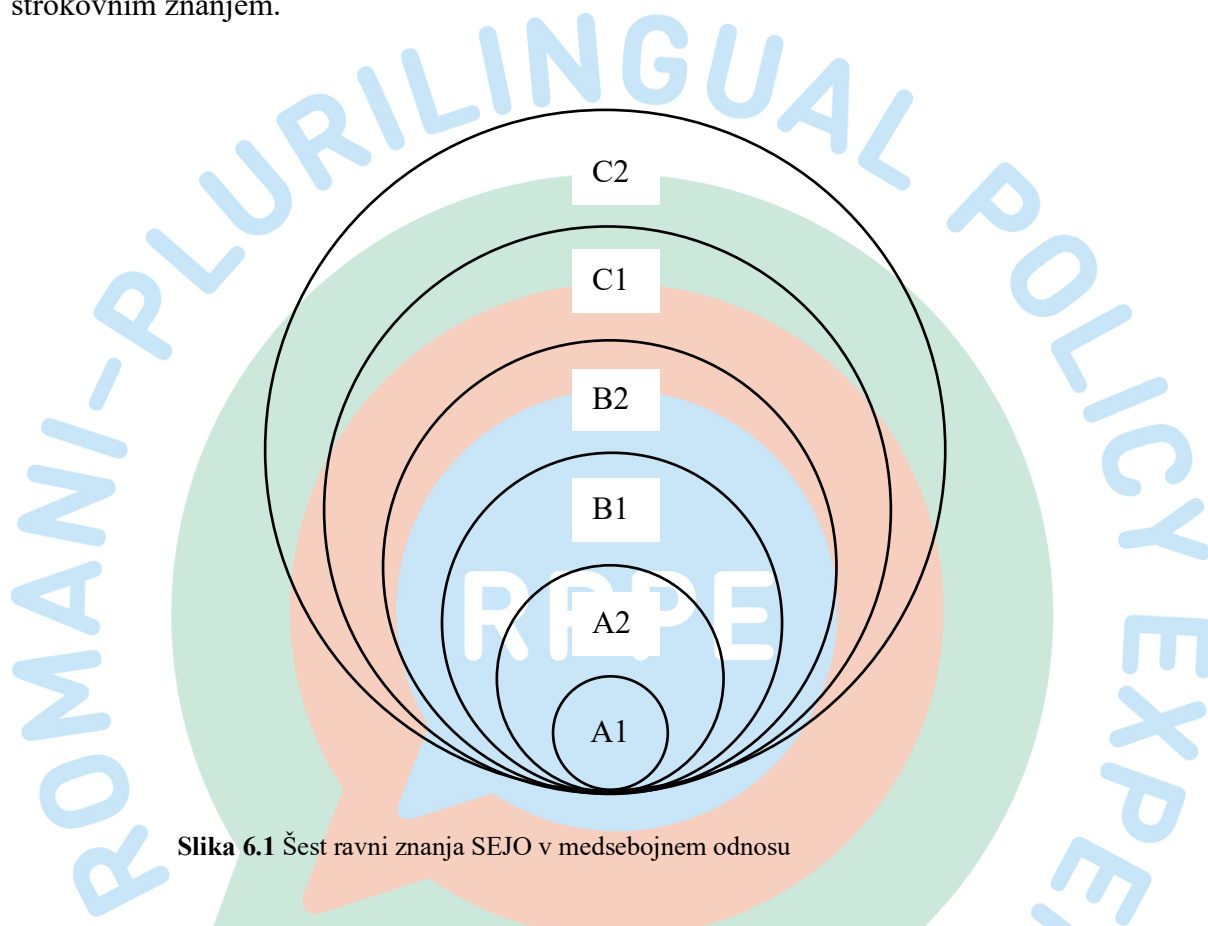 strokovnim znanjem.
ROMANI-PLURILINGUAL POLICY EXPE
C2
C1
B2
B1
RPPE
A2
A1
Slika 6.1 Šest ravni znanja SEJO v medsebojnem odnosu